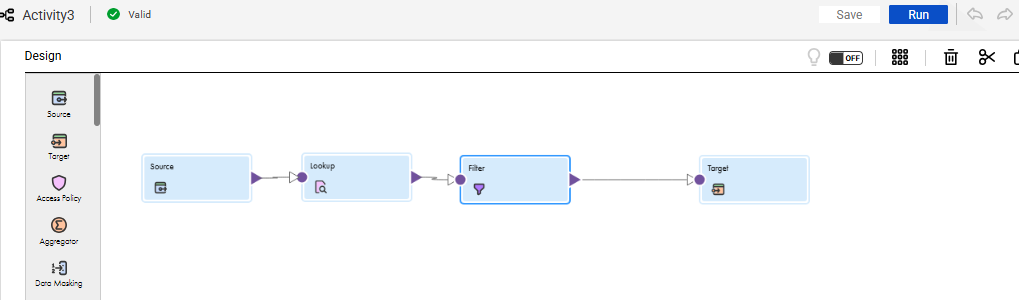 Activity3
Valid
Save
Run
Design
OFF
Source
Target
Access Policy
Aggregator
Data Masking
Source
Lookup
Filter
Target